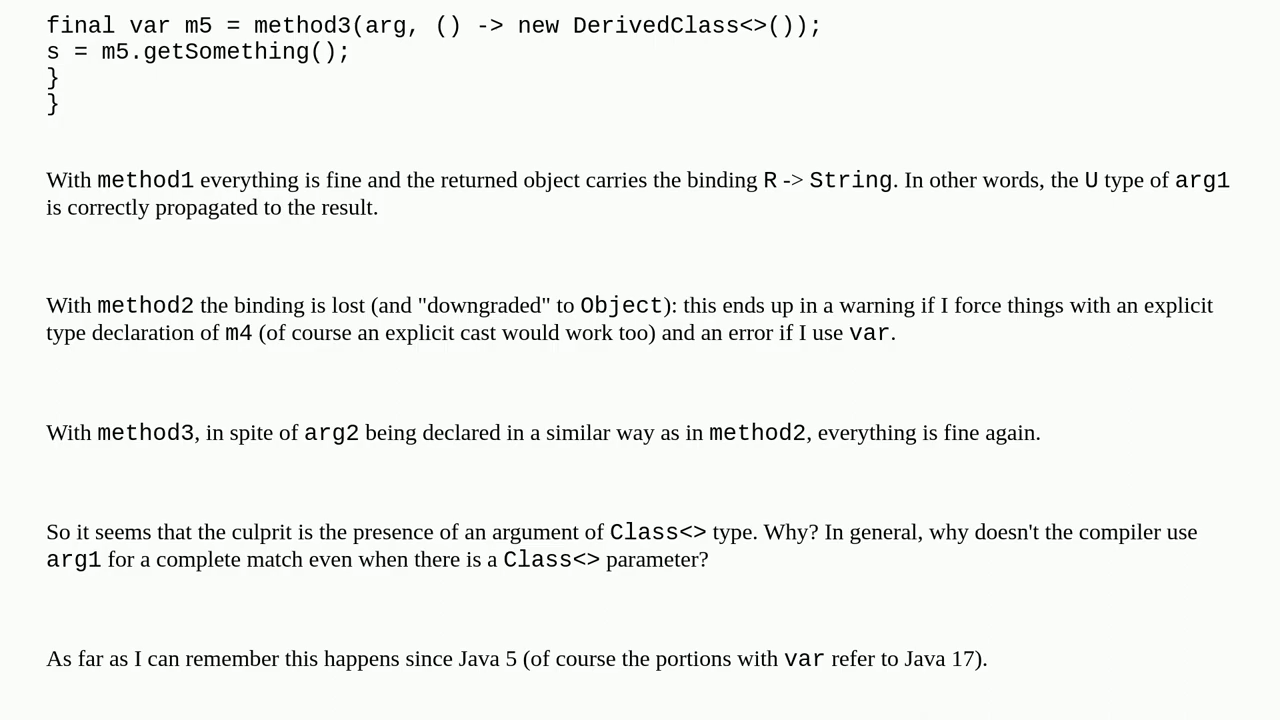 final var m5 = method3(arg, () -> new DerivedClass<>());
s = m5.getSomething();
}
}
With method1 everything is fine and the returned object carries the binding R -> String. In other words, the U type of arg1
is correctly propagated to the result.
With method2 the binding is lost (and "downgraded" to Object): this ends up in a warning if I force things with an explicit
type declaration of m4 (of course an explicit cast would work too) and an error if I use var.
With method3, in spite of arg2 being declared in a similar way as in method2, everything is fine again.
So it seems that the culprit is the presence of an argument of Class<> type. Why? In general, why doesn't the compiler use
arg1 for a complete match even when there is a Class<> parameter?
As far as I can remember this happens since Java 5 (of course the portions with var refer to Java 17).